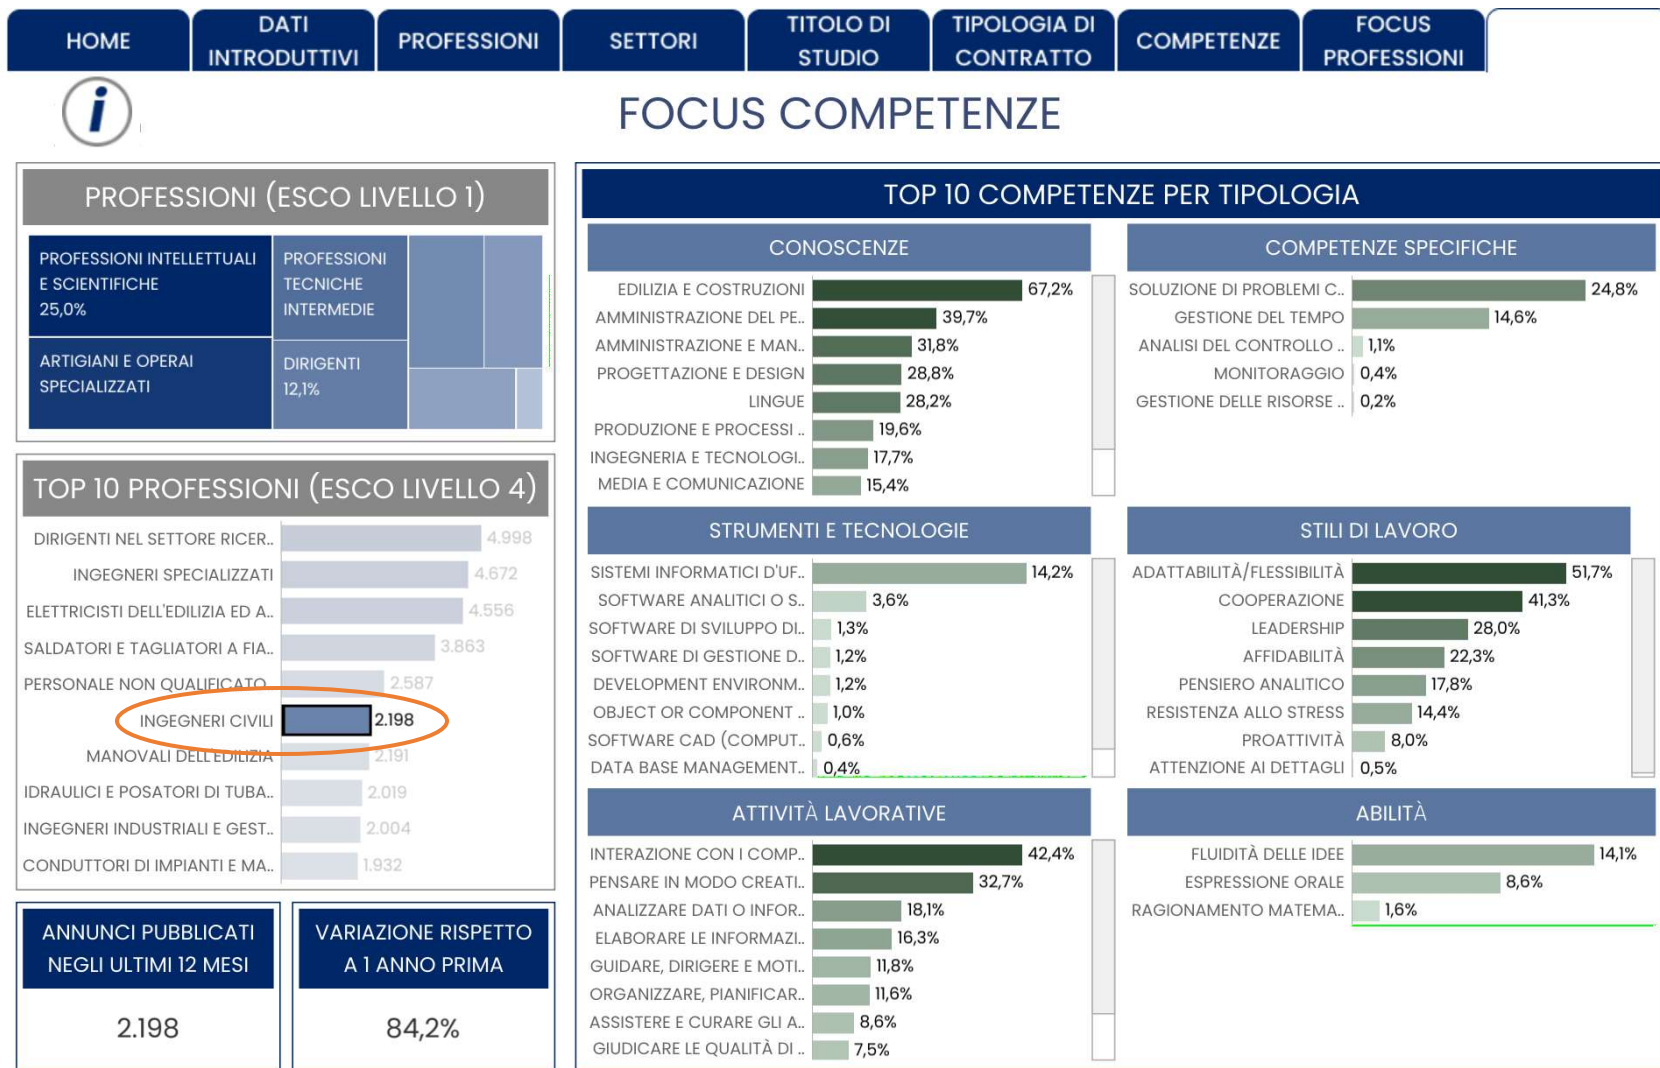 HOME
DATI
INTRODUTTIVI
PROFESSIONI
SETTORI
TITOLO DI
STUDIO
TIPOLOGIA DI
CONTRATTO
COMPETENZE
FOCUS
PROFESSIONI
i
FOCUS COMPETENZE
PROFESSIONI (ESCO LIVELLO 1)
PROFESSIONI INTELLETTUALI
E SCIENTIFICHE
25,0%
PROFESSIONI
TECNICHE
INTERMEDIE
ARTIGIANI E OPERAI
SPECIALIZZATI
DIRIGENTI
12,1%
TOP 10 PROFESSIONI (ESCO LIVELLO 4)
DIRIGENTI NEL SETTORE RICER.. 4.998
INGEGNERI SPECIALIZZATI 4.672
ELETTRICISTI DELL'EDILIZIA ED A.. 4.556
SALDATORI E TAGLIATORI A FIA.. 3.863
PERSONALE NON QUALIFICATO.. 2.587
INGEGNERI CIVILI 2.198
MANOVALI DELL'EDILIZIA 2.191
IDRAULICI E POSATORI DI TUBA.. 2.019
INGEGNERI INDUSTRIALI E GEST.. 2.004
CONDUTTORI DI IMPIANTI E MA.. 1.932
ANNUNCI PUBBLICATI
NEGLI ULTIMI 12 MESI
2.198
VARIAZIONE RISPETTO
A 1 ANNO PRIMA
84,2%
TOP 10 COMPETENZE PER TIPOLOGIA
CONOSCENZE
EDILIZIA E COSTRUZIONI 67,2%
AMMINISTRAZIONE DEL PE.. 39,7%
AMMINISTRAZIONE E MAN.. 31,8%
PROGETTAZIONE E DESIGN 28,8%
LINGUE 28,2%
PRODUZIONE E PROCESSI .. 19,6%
INGEGNERIA E TECNOLOGI.. 17,7%
MEDIA E COMUNICAZIONE 15,4%
COMPETENZE SPECIFICHE
SOLUZIONE DI PROBLEMI C.. 24,8%
GESTIONE DEL TEMPO 14,6%
ANALISI DEL CONTROLLO .. 1,1%
MONITORAGGIO 0,4%
GESTIONE DELLE RISORSE .. 0,2%
STRUMENTI E TECNOLOGIE
SISTEMI INFORMATICI D'UF.. 14,2%
SOFTWARE ANALITICI O S.. 3,6%
SOFTWARE DI SVILUPPO DI.. 1,3%
SOFTWARE DI GESTIONE D.. 1,2%
DEVELOPMENT ENVIRONM.. 1,2%
OBJECT OR COMPONENT .. 1,0%
SOFTWARE CAD (COMPUT.. 0,6%
DATA BASE MANAGEMENT.. 0,4%
STILI DI LAVORO
ADATTABILITÀ/FLESSIBILITÀ 51,7%
COOPERAZIONE 41,3%
LEADERSHIP 28,0%
AFFIDABILITÀ 22,3%
PENSIERO ANALITICO 17,8%
RESISTENZA ALLO STRESS 14,4%
PROATTIVITÀ 8,0%
ATTENZIONE AI DETTAGLI 0,5%
ATTIVITÀ LAVORATIVE
INTERAZIONE CON I COMP.. 42,4%
PENSARE IN MODO CREATI.. 32,7%
ANALIZZARE DATI O INFOR.. 18,1%
ELABORARE LE INFORMAZI.. 16,3%
GUIDARE, DIRIGERE E MOTI.. 11,8%
ORGANIZZARE, PIANIFICAR.. 11,6%
ASSISTERE E CURARE GLI A.. 8,6%
GIUDICARE LE QUALITÀ DI .. 7,5%
ABILITÀ
FLUIDITÀ DELLE IDEE 14,1%
ESPRESSIONE ORALE 8,6%
RAGIONAMENTO MATEMA.. 1,6%